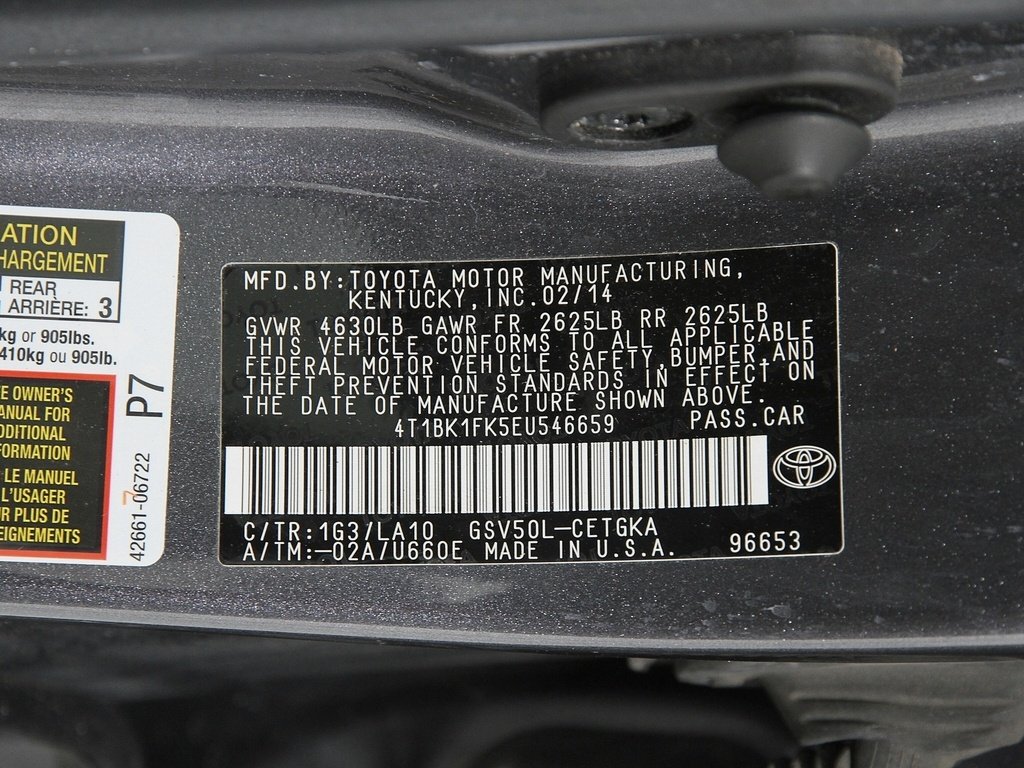 ATION
HARGEMENT
REAR
ARRIÈRE: 3
kg or 905lbs.
410kg ou 905lb.
E OWNER'S
ANUAL FOR
DDITIONAL
FORMATION
LE MANUEL
L'USAGER
R PLUS DE
EIGNEMENTS
P7
42661-06722
7
MFD.BY:TOYOTA MOTOR MANUFACTURING,
KENTUCKY,INC.02/14
GVWR 4630LB GAWR FR 2625LB RR 2625LB
THIS VEHICLE CONFORMS TO ALL APPLICABLE
FEDERAL MOTOR VEHICLE SAFETY,BUMPER,AND
THEFT PREVENTION STANDARDS IN EFFECT ON
THE DATE OF MANUFACTURE SHOWN ABOVE.
4T1BK1FK5EU546659 PASS.CAR
C/TR:1G3/LA10 GSV50L-CETGKA
A/TM:-02A/U660E MADE IN U.S.A. 96653